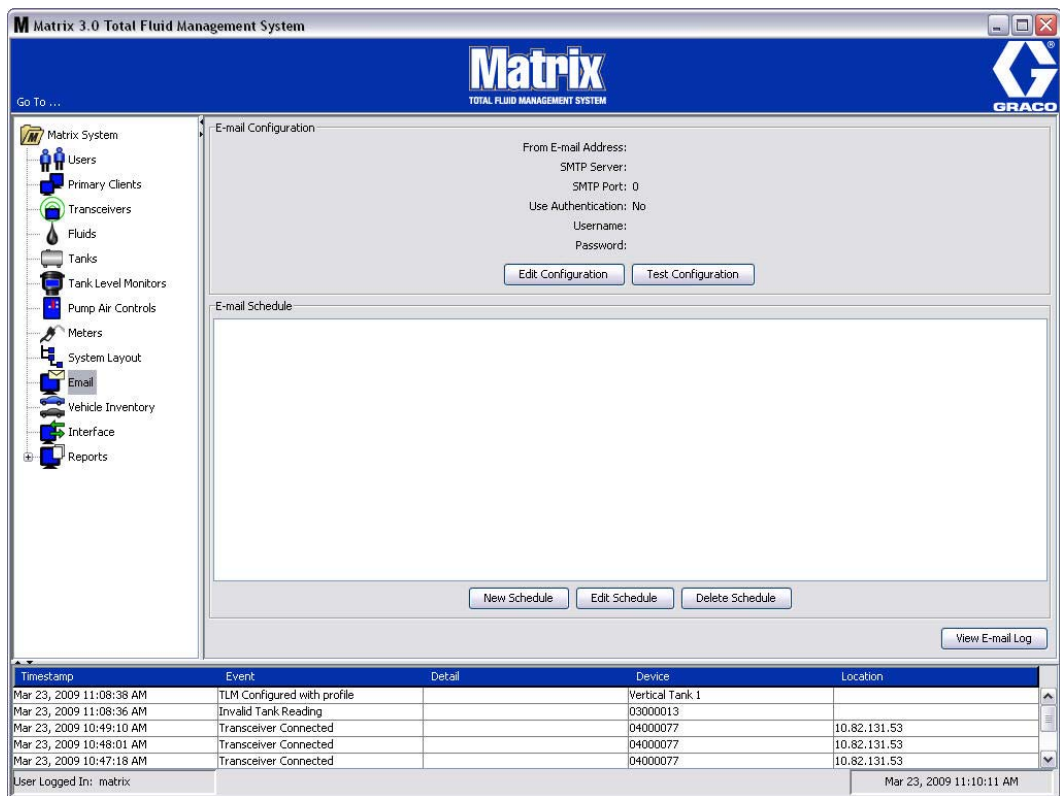 M Matrix 3.0 Total Fluid Management System
Matrix
TOTAL FLUID MANAGEMENT SYSTEM
Go To ...
GRACO
Matrix System
Users
Primary Clients
Transceivers
Fluids
Tanks
Tank Level Monitors
Pump Air Controls
Meters
System Layout
Email
Vehicle Inventory
Interface
Reports
E-mail Configuration
From E-mail Address:
SMTP Server:
SMTP Port: 0
Use Authentication: No
Username:
Password:
Edit Configuration Test Configuration
E-mail Schedule
New Schedule Edit Schedule Delete Schedule
View E-mail Log
Timestamp Event Detail Device Location
Mar 23, 2009 11:08:38 AM TLM Configured with profile Vertical Tank 1
Mar 23, 2009 11:08:36 AM Invalid Tank Reading 03000013
Mar 23, 2009 10:49:10 AM Transceiver Connected 04000077 10.82.131.53
Mar 23, 2009 10:48:01 AM Transceiver Connected 04000077 10.82.131.53
Mar 23, 2009 10:47:18 AM Transceiver Connected 04000077 10.82.131.53
User Logged In: matrix Mar 23, 2009 11:10:11 AM